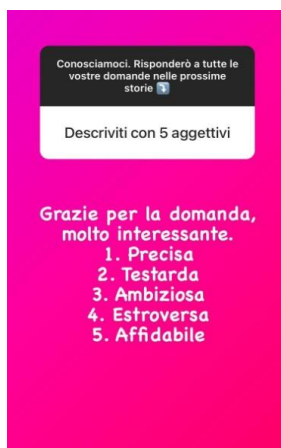 Conosciamoci. Risponderò a tutte le
vostre domande nelle prossime
storie ⤵️
Descriviti con 5 aggettivi
Grazie per la domanda,
molto interessante.
1. Precisa
2. Testarda
3. Ambiziosa
4. Estroversa
5. Affidabile